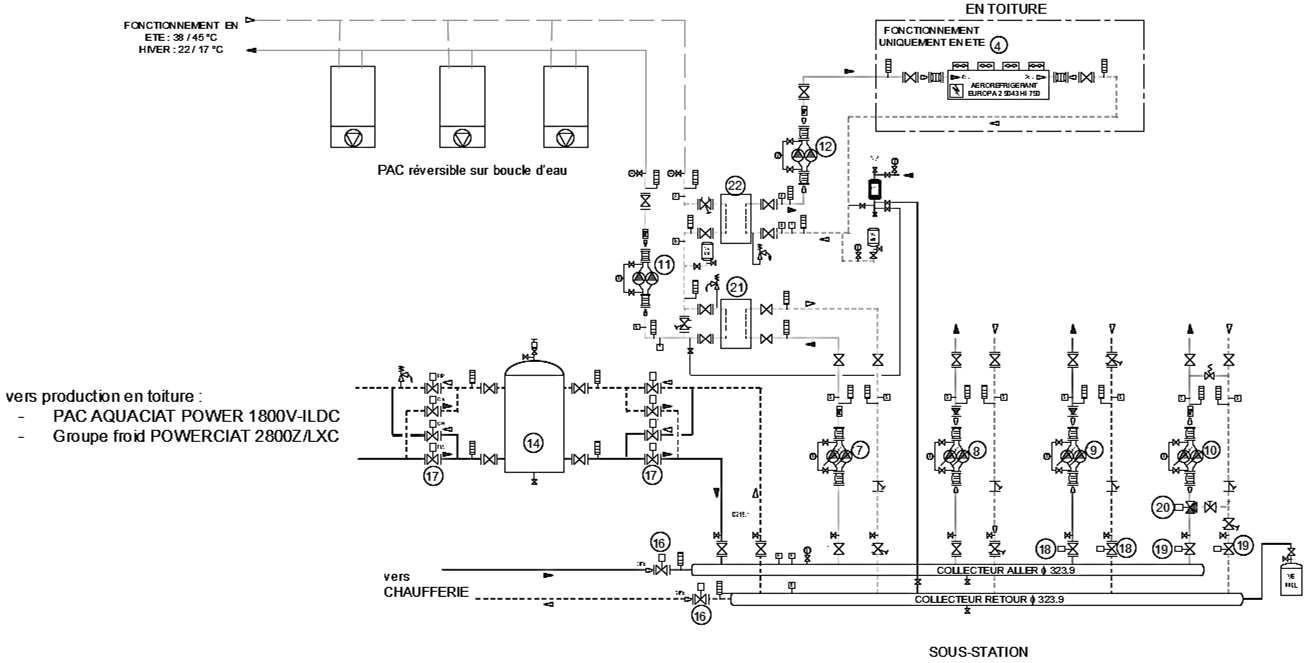 FONCTIONNEMENT EN
ETE : 38 / 45 °C
HIVER : 22 / 17 °C
PAC réversible sur boucle d'eau
EN TOITURE
FONCTIONNEMENT
UNIQUEMENT EN ETE
4
AEROREFRIGERANT
12
22
11
21
vers production en toiture :
- PAC AQUACIAT POWER 1800V-ILDC
- Groupe froid POWERCIAT 2800Z/LXC
14
17
17
7
8
9
10
20
16
18
18
19
19
vers
CHAUFFERIE
COLLECTEUR ALLER ϕ 323.9
COLLECTEUR RETOUR ϕ 323.9
16
SOUS-STATION